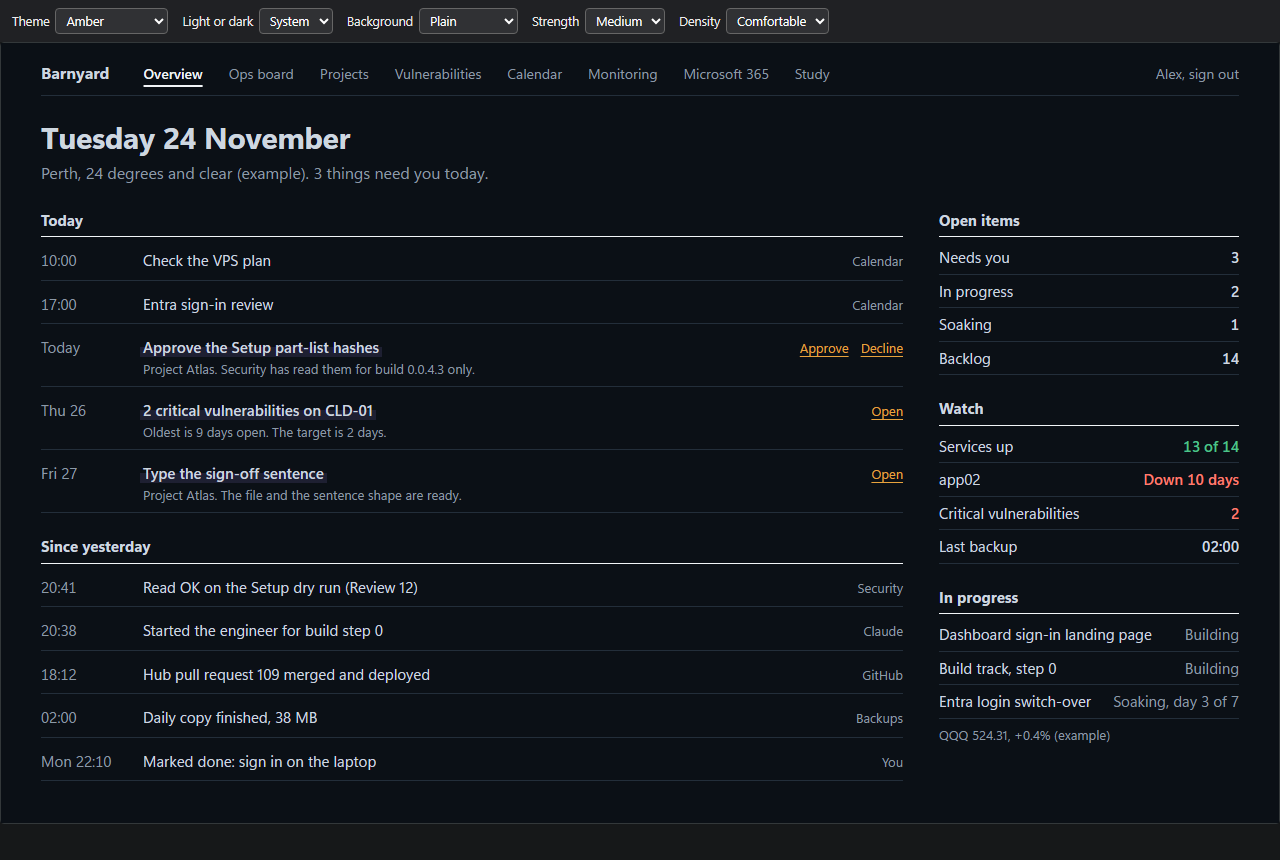 Theme Amber Light or dark System Background Plain Strength Medium Density Comfortable
Barnyard Overview Ops board Projects Vulnerabilities Calendar Monitoring Microsoft 365 Study Alex, sign out
Tuesday 24 November
Perth, 24 degrees and clear (example). 3 things need you today.
Today
10:00 Check the VPS plan Calendar
17:00 Entra sign-in review Calendar
Today Approve the Setup part-list hashes Approve Decline
Project Atlas. Security has read them for build 0.0.4.3 only.
Thu 26 2 critical vulnerabilities on CLD-01 Open
Oldest is 9 days open. The target is 2 days.
Fri 27 Type the sign-off sentence Open
Project Atlas. The file and the sentence shape are ready.
Since yesterday
20:41 Read OK on the Setup dry run (Review 12) Security
20:38 Started the engineer for build step 0 Claude
18:12 Hub pull request 109 merged and deployed GitHub
02:00 Daily copy finished, 38 MB Backups
Mon 22:10 Marked done: sign in on the laptop You
Open items
Needs you 3
In progress 2
Soaking 1
Backlog 14
Watch
Services up 13 of 14
app02 Down 10 days
Critical vulnerabilities 2
Last backup 02:00
In progress
Dashboard sign-in landing page Building
Build track, step 0 Building
Entra login switch-over Soaking, day 3 of 7
QQQ 524.31, +0.4% (example)